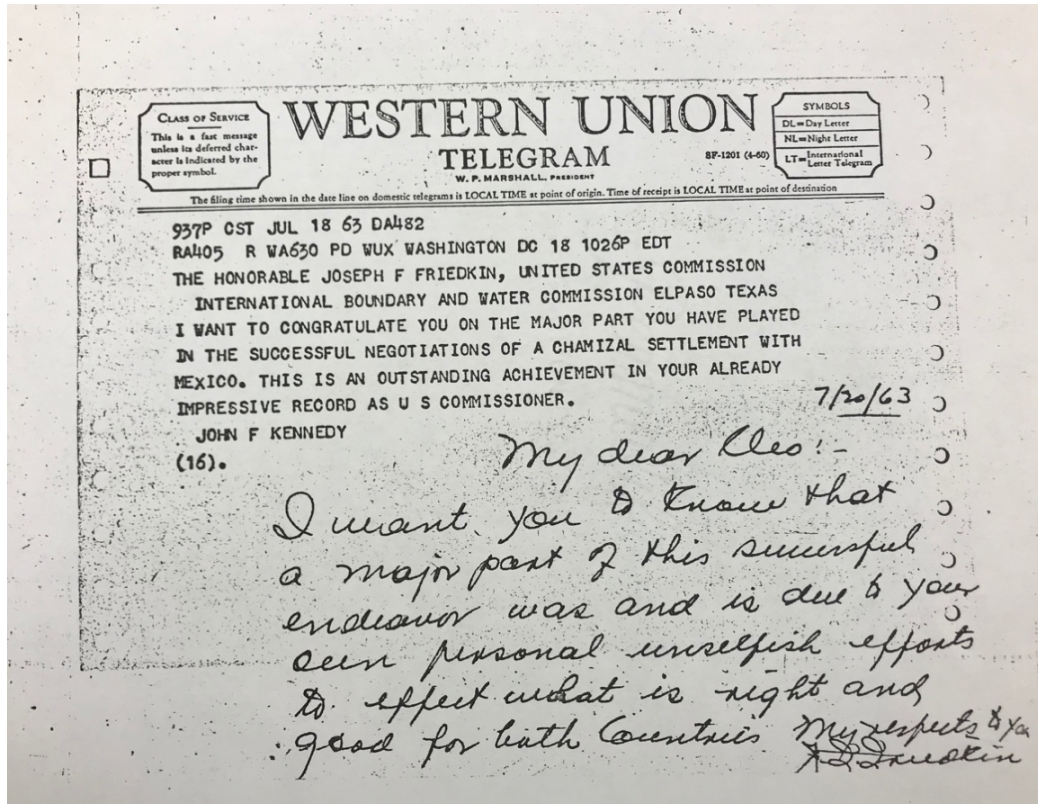 CLASS OF SERVICE
This is a fast message
unless its deferred char-
acter is indicated by the
proper symbol.
WESTERN UNION
TELEGRAM
W. P. MARSHALL, PRESIDENT
SF-1201 (4-60)
SYMBOLS
DL=Day Letter
NL=Night Letter
LT=International
Letter Telegram
The filing time shown in the date line on domestic telegrams is LOCAL TIME at point of origin. Time of receipt is LOCAL TIME at point of destination
937P CST JUL 18 63 DA482
RA405 R WA630 PD WUX WASHINGTON DC 18 1026P EDT
THE HONORABLE JOSEPH F FRIEDKIN, UNITED STATES COMMISSION
INTERNATIONAL BOUNDARY AND WATER COMMISSION ELPASO TEXAS
I WANT TO CONGRATULATE YOU ON THE MAJOR PART YOU HAVE PLAYED
IN THE SUCCESSFUL NEGOTIATIONS OF A CHAMIZAL SETTLEMENT WITH
MEXICO. THIS IS AN OUTSTANDING ACHIEVEMENT IN YOUR ALREADY
IMPRESSIVE RECORD AS U S COMMISSIONER.
JOHN F KENNEDY
(16).
7/20/63
My dear Cleo:-
I want you to know that
a major part of this successful
endeavor was and is due to your
own personal unselfish efforts
to effect what is right and
good for both Countries My respects to you
Friedkin